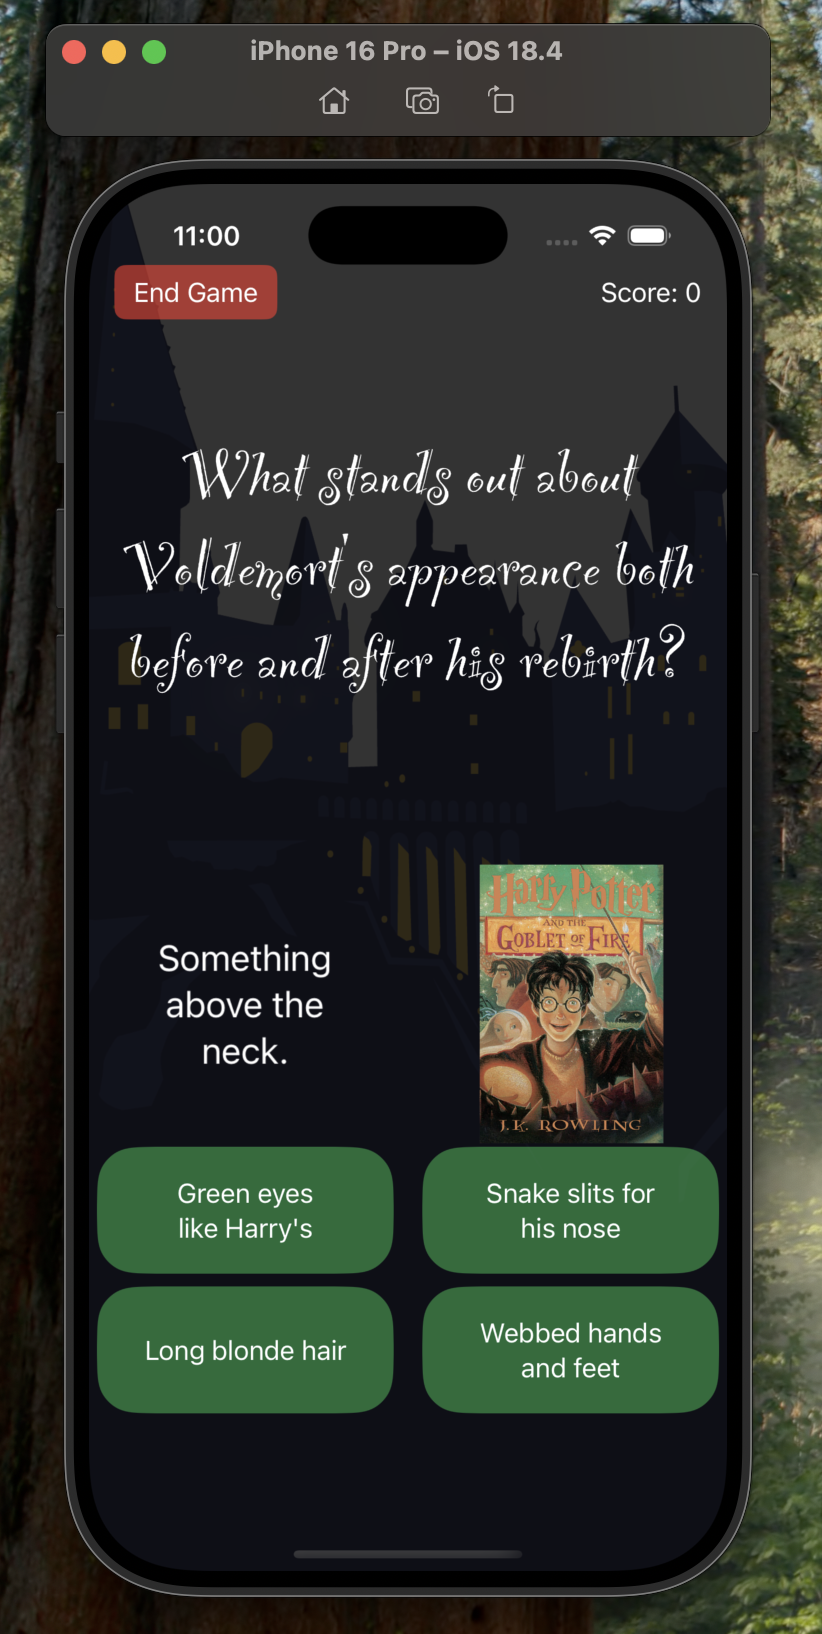 iPhone 16 Pro – iOS 18.4
11:00
End Game
Score: 0
What stands out about
Voldemort's appearance both
before and after his rebirth?
Something
above the
neck.
Harry Potter
AND THE
GOBLET OF FIRE
J.K. ROWLING
Green eyes
like Harry's
Snake slits for
his nose
Long blonde hair
Webbed hands
and feet